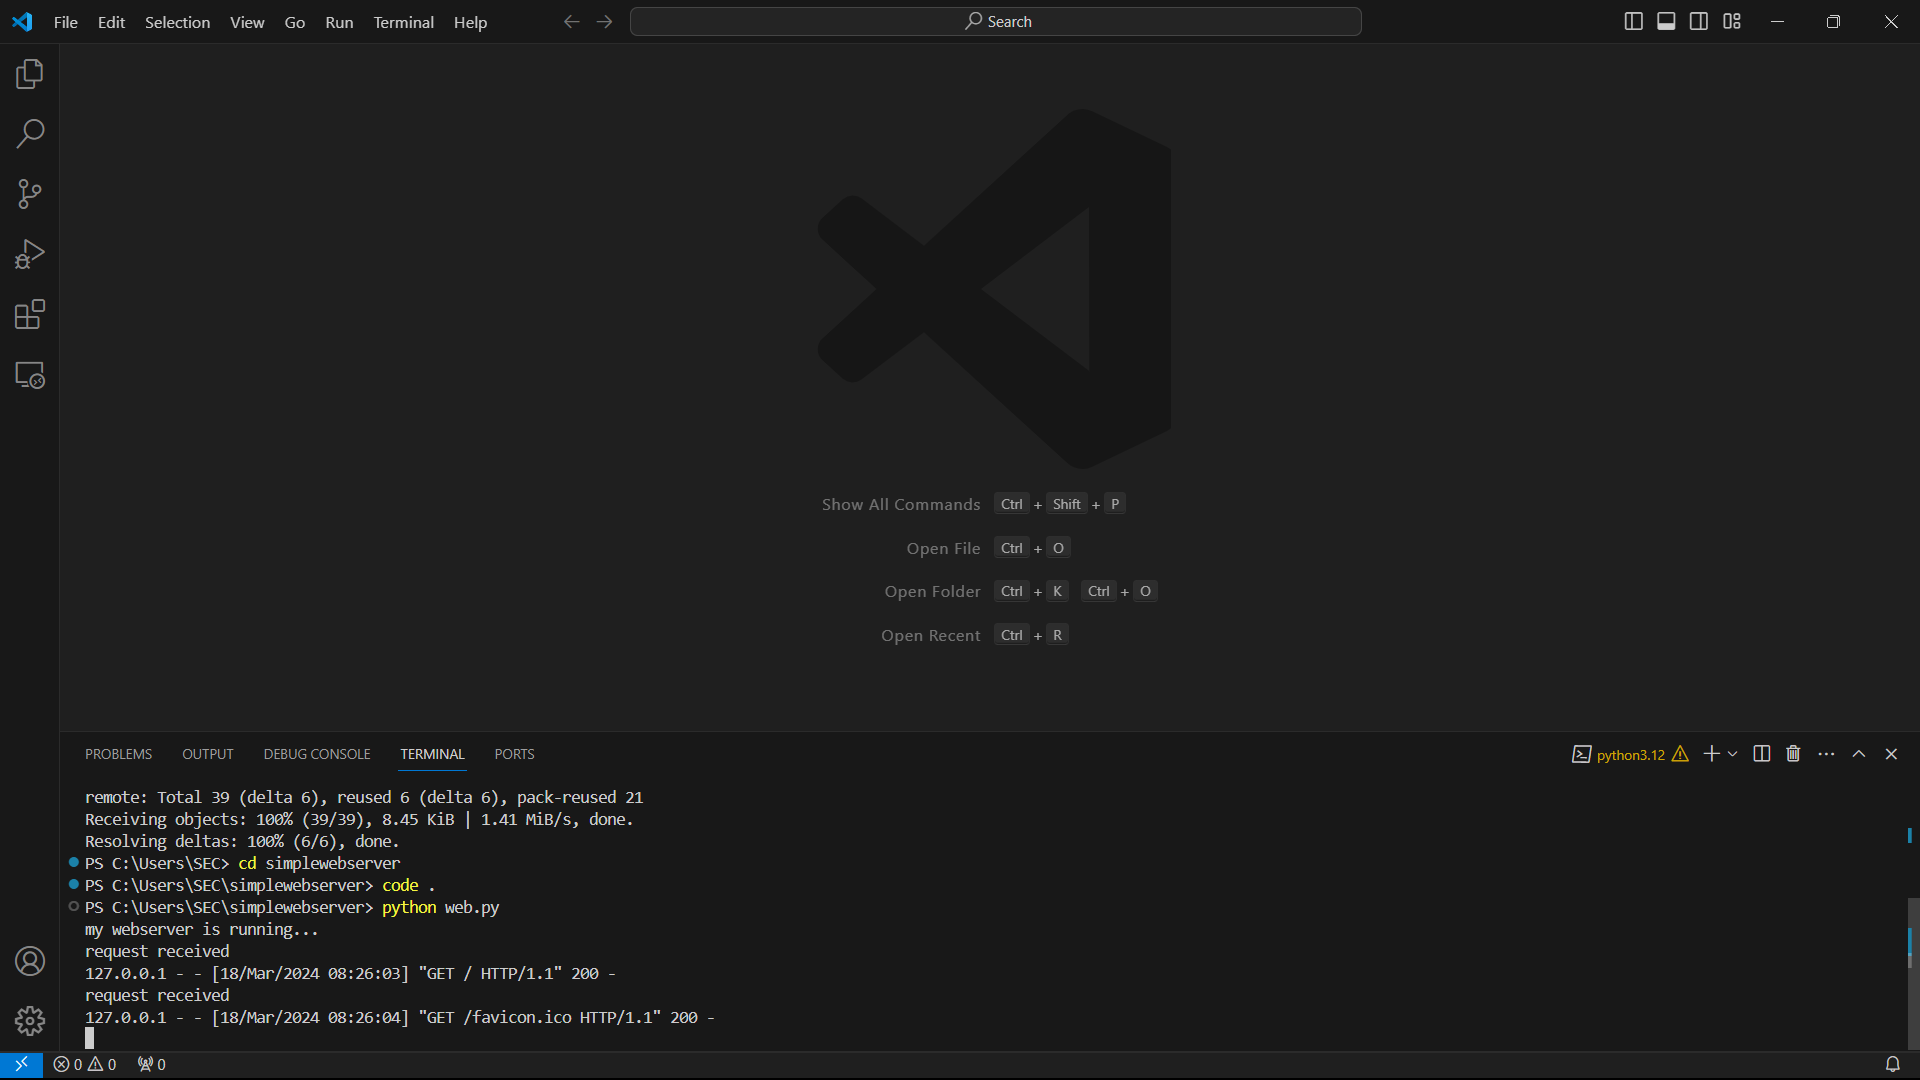 File Edit Selection View Go Run Terminal Help
Search
Show All Commands Ctrl + Shift + P
Open File Ctrl + O
Open Folder Ctrl + K Ctrl + O
Open Recent Ctrl + R
PROBLEMS OUTPUT DEBUG CONSOLE TERMINAL PORTS
python3.12
remote: Total 39 (delta 6), reused 6 (delta 6), pack-reused 21
Receiving objects: 100% (39/39), 8.45 KiB | 1.41 MiB/s, done.
Resolving deltas: 100% (6/6), done.
PS C:\Users\SEC> cd simplewebserver
PS C:\Users\SEC\simplewebserver> code .
PS C:\Users\SEC\simplewebserver> python web.py
my webserver is running...
request received
127.0.0.1 - - [18/Mar/2024 08:26:03] "GET / HTTP/1.1" 200 -
request received
127.0.0.1 - - [18/Mar/2024 08:26:04] "GET /favicon.ico HTTP/1.1" 200 -
0 0 0